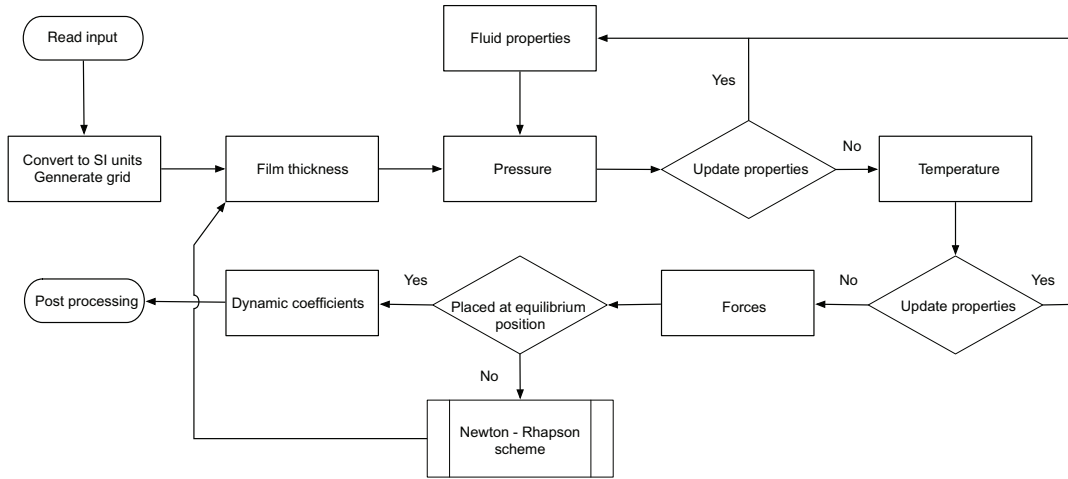 Read input
Fluid properties
Yes
Convert to SI units
Gennerate grid
Film thickness
Pressure
Update properties
No
Temperature
Post processing
Dynamic coefficients
Yes
Placed at equilibrium
position
Forces
No
Update properties
Yes
No
Newton - Rhapson
scheme